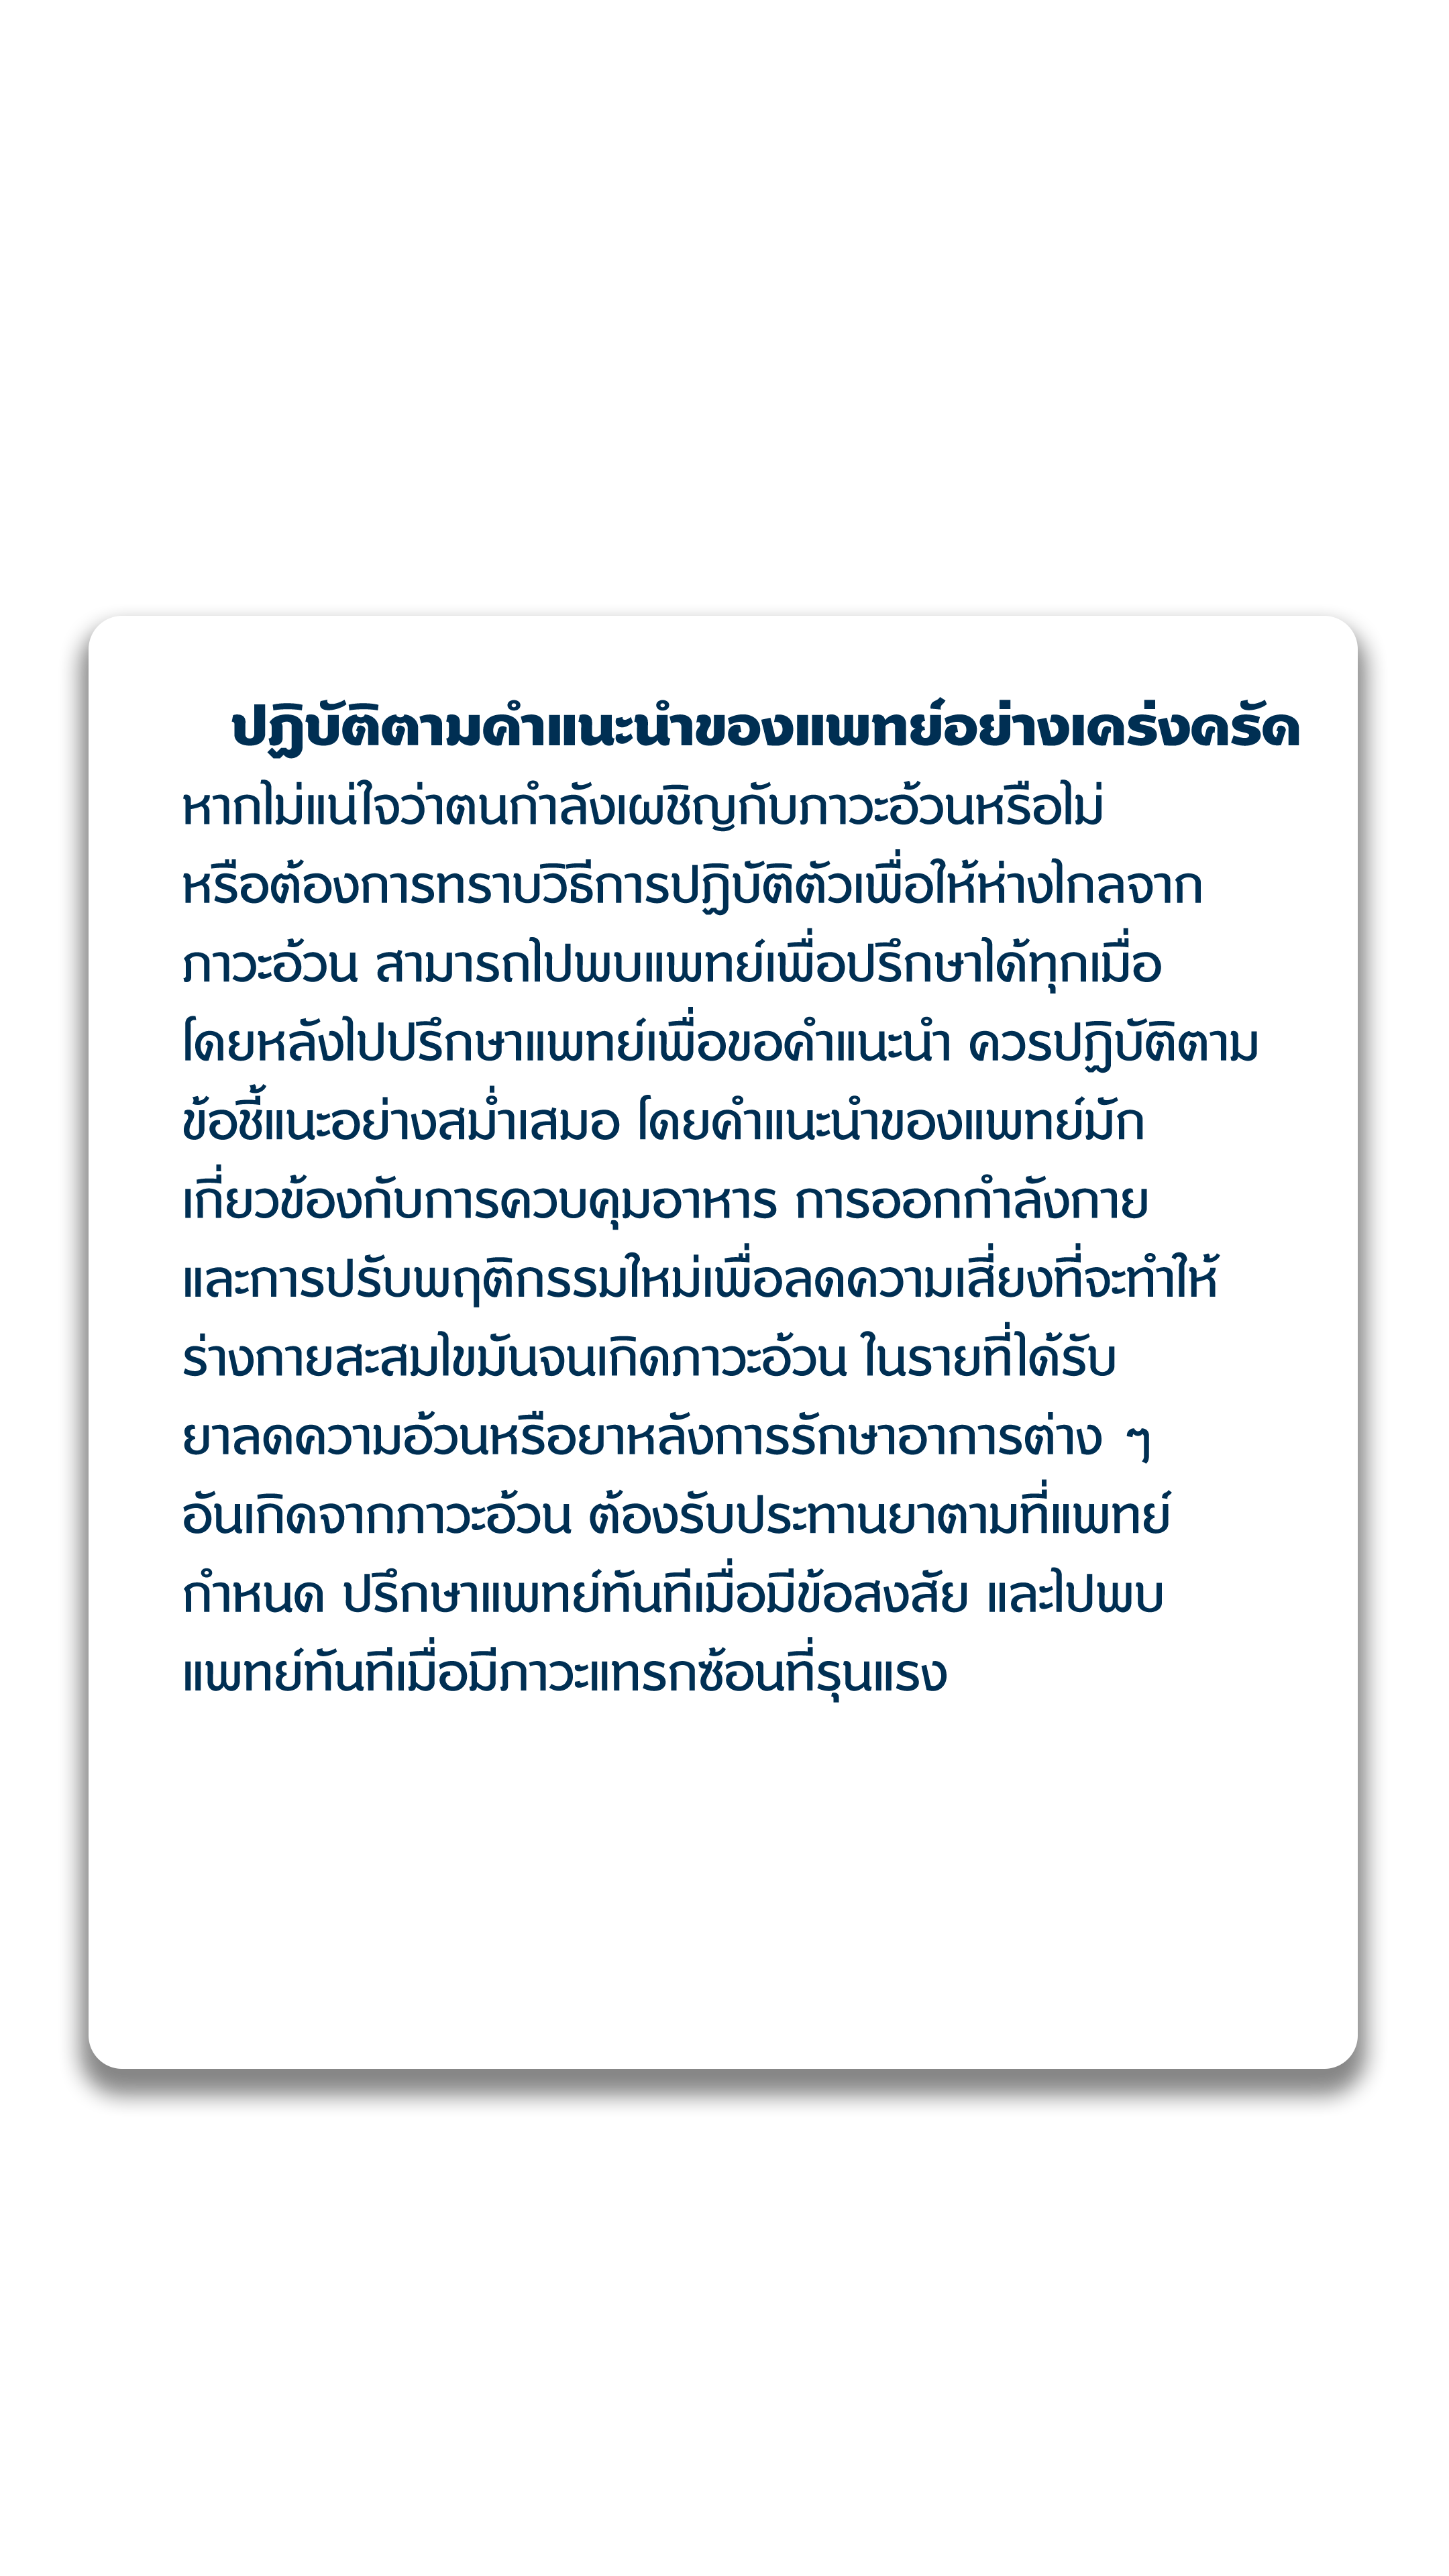 ปฏิบัติตามคำแนะนำของแพทย์อย่างเคร่งครัด
หากไม่แน่ใจว่าตนกำลังเผชิญกับภาวะอ้วนหรือไม่
หรือต้องการทราบวิธีการปฏิบัติตัวเพื่อให้ห่างไกลจาก
ภาวะอ้วน สามารถไปพบแพทย์เพื่อปรึกษาได้ทุกเมื่อ
โดยหลังไปปรึกษาแพทย์เพื่อขอคำแนะนำ ควรปฏิบัติตาม
ข้อชี้แนะอย่างสม่ำเสมอ โดยคำแนะนำของแพทย์มัก
เกี่ยวข้องกับการควบคุมอาหาร การออกกำลังกาย
และการปรับพฤติกรรมใหม่เพื่อลดความเสี่ยงที่จะทำให้
ร่างกายสะสมไขมันจนเกิดภาวะอ้วน ในรายที่ได้รับ
ยาลดความอ้วนหรือยาหลังการรักษาอาการต่าง ๆ
อันเกิดจากภาวะอ้วน ต้องรับประทานยาตามที่แพทย์
กำหนด ปรึกษาแพทย์ทันทีเมื่อมีข้อสงสัย และไปพบ
แพทย์ทันทีเมื่อมีภาวะแทรกซ้อนที่รุนแรง